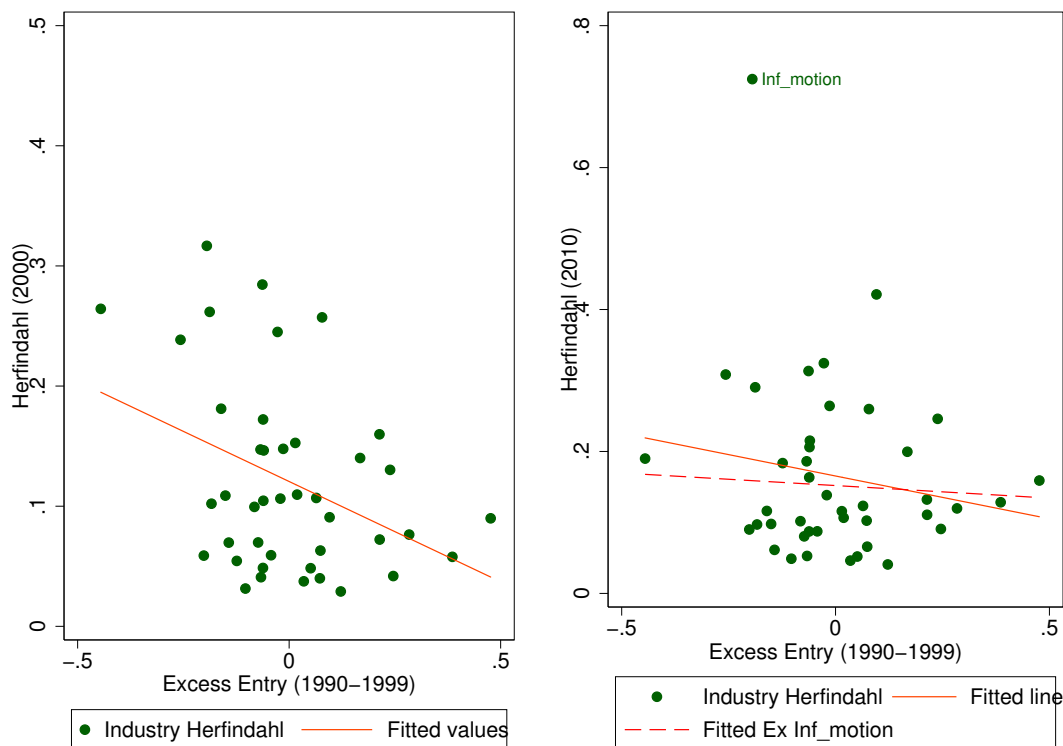 .5
.4
.3
.2
.1
0
Herfindahl (2000)
−.5
0
.5
Excess Entry (1990−1999)
Industry Herfindahl
Fitted values
.8
.6
.4
.2
0
Herfindahl (2010)
Inf_motion
−.5
0
.5
Excess Entry (1990−1999)
Industry Herfindahl
Fitted line
Fitted Ex Inf_motion